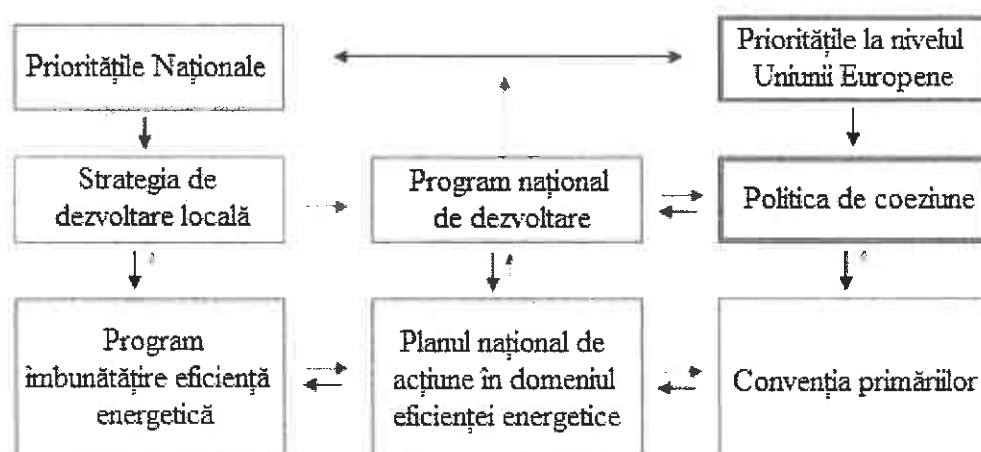 Prioritățile Naționale
Prioritățile la nivelul
Uniunii Europene
Strategia de
dezvoltare locală
Program național
de dezvoltare
Politica de coeziune
Program
îmbunătățire eficiență
energetică
Planul național de
acțiune în domeniul
eficienței energetice
Convenția primăriilor